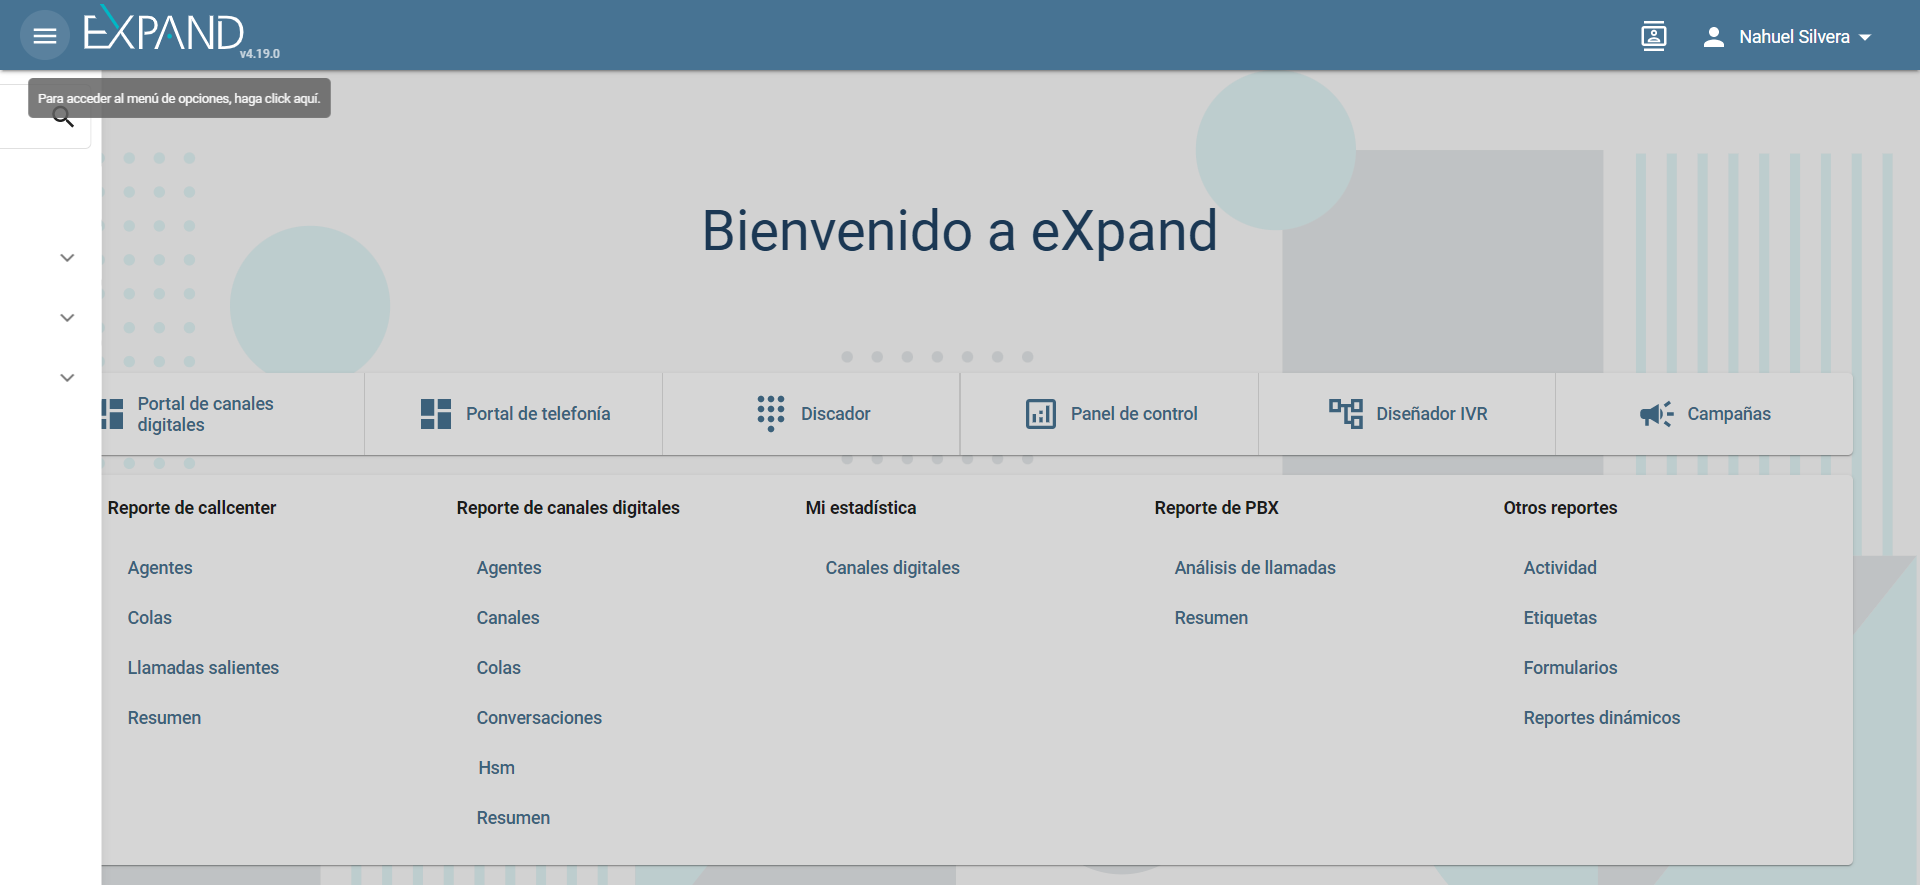 EXPAND
v4.19.0
Nahuel Silvera
Para acceder al menú de opciones, haga click aquí.
Bienvenido a eXpand
Portal de canales
digitales
Portal de telefonía
Discador
Panel de control
Diseñador IVR
Campañas
Reporte de callcenter
Agentes
Colas
Llamadas salientes
Resumen
Reporte de canales digitales
Agentes
Canales
Colas
Conversaciones
Hsm
Resumen
Mi estadística
Canales digitales
Reporte de PBX
Análisis de llamadas
Resumen
Otros reportes
Actividad
Etiquetas
Formularios
Reportes dinámicos